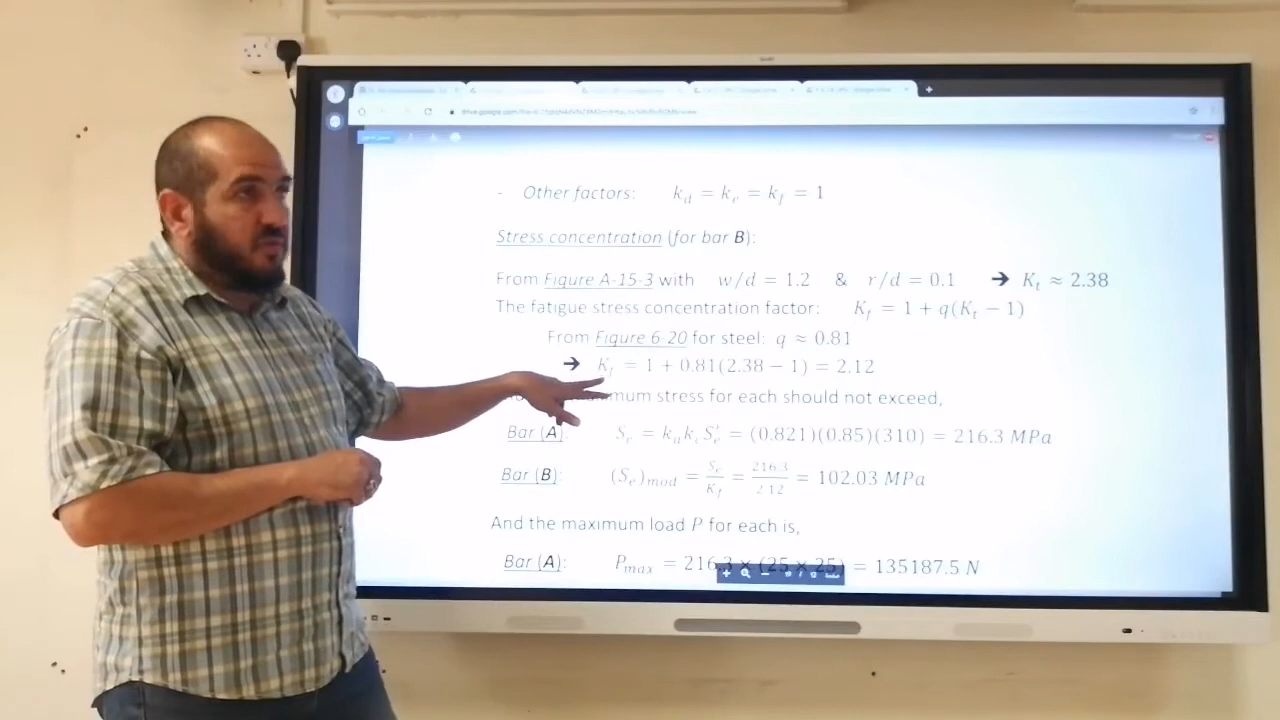 - Other factors: k_d = k_e = k_f = 1
Stress concentration (for bar B):
From Figure A-15-3 with w/d = 1.2 & r/d = 0.1 → K_t ≈ 2.38
The fatigue stress concentration factor: K_f = 1 + q(K_t − 1)
From Figure 6-20 for steel: q ≈ 0.81
→ K_f = 1 + 0.81(2.38 − 1) = 2.12
stress for each should not exceed,
Bar (A): S_e = k_a k_c S_e′ = (0.821)(0.85)(310) = 216.3 MPa
Bar (B): (S_e)_mod = S_e/K_f = 216.3/2.12 = 102.03 MPa
And the maximum load P for each is,
Bar (A): P_max = 216.3 × (25 × 25) = 135187.5 N